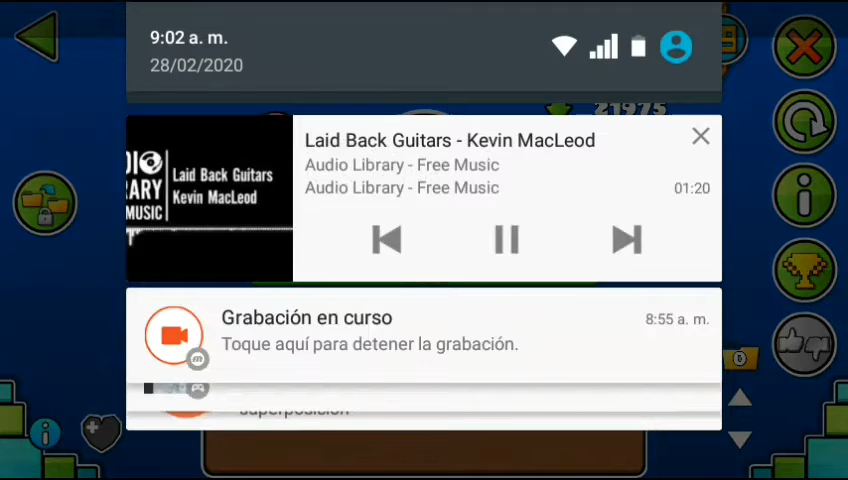 9:02 a. m.
28/02/2020
21975
Laid Back Guitars - Kevin MacLeod
Audio Library - Free Music
Audio Library - Free Music
01:20
Laid Back Guitars
Kevin MacLeod
MUSIC
Grabación en curso
8:55 a. m.
Toque aquí para detener la grabación.
superposición